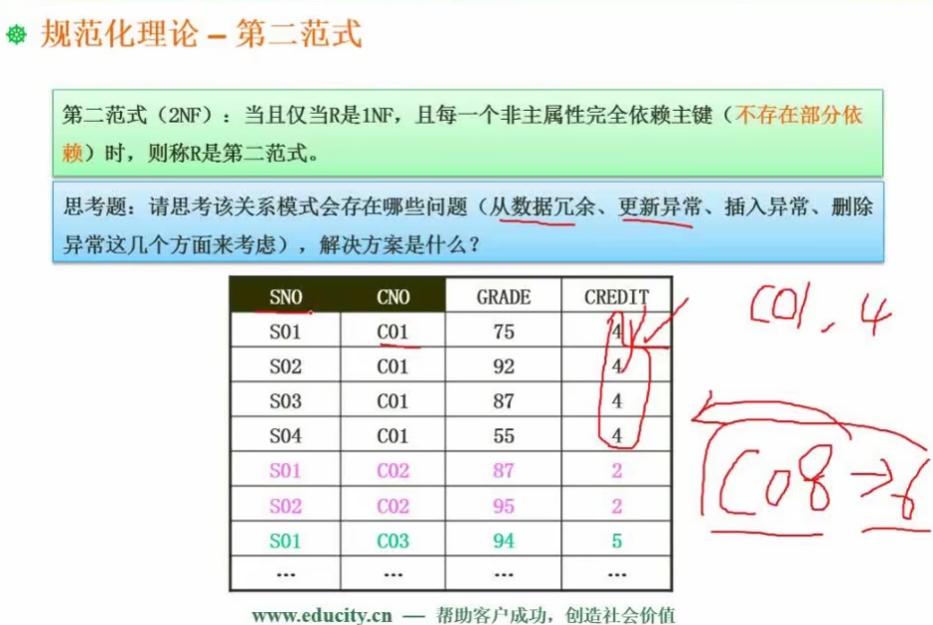 规范化理论 – 第二范式
第二范式（2NF）：当且仅当R是1NF，且每一个非主属性完全依赖主键（不存在部分依
赖）时，则称R是第二范式。
思考题：请思考该关系模式会存在哪些问题（从数据冗余、更新异常、插入异常、删除
异常这几个方面来考虑），解决方案是什么？
SNO CNO GRADE CREDIT
S01 C01 75 4
S02 C01 92 4
S03 C01 87 4
S04 C01 55 4
S01 C02 87 2
S02 C02 95 2
S01 C03 94 5
… … … …
C01, 4
C08 → 6
www.educity.cn — 帮助客户成功，创造社会价值